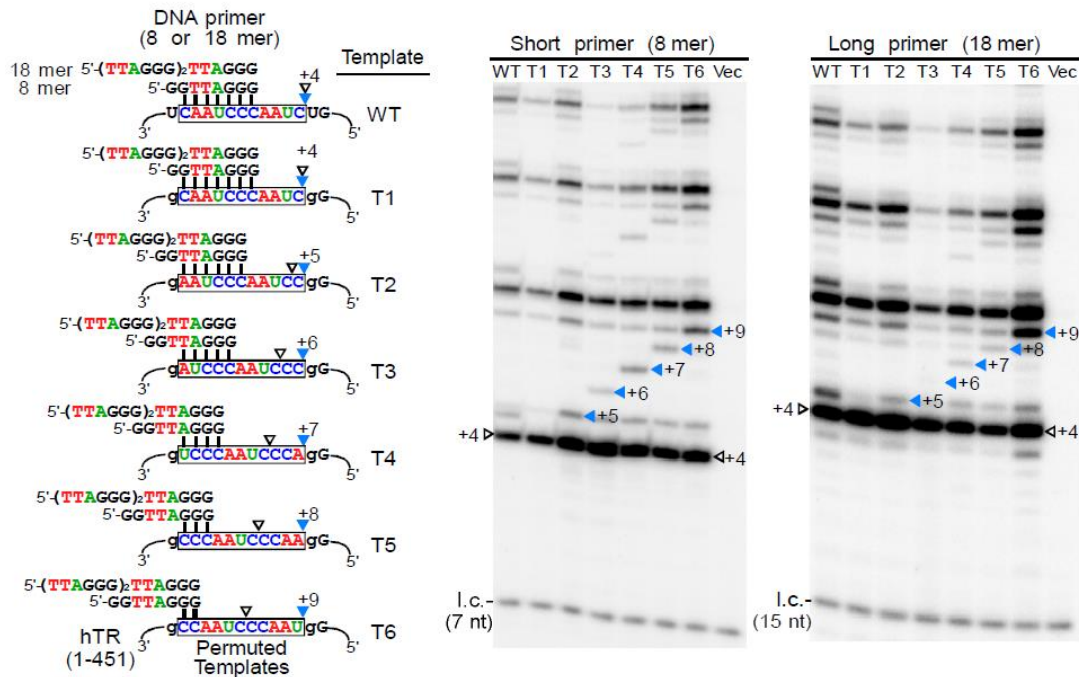 DNA primer
(8 or 18 mer)
Template
18 mer 5'-(TTAGGG)₂TTAGGG
8 mer 5'-GGTTAGGG
+4
UCAAUCCCAAUCUG
3' 5'
WT
5'-(TTAGGG)₂TTAGGG
5'-GGTTAGGG
+4
gCAAUCCCAAUCgG
3' 5'
T1
5'-(TTAGGG)₂TTAGGG
5'-GGTTAGGG
+5
gAAUCCCAAUCCgG
3' 5'
T2
5'-(TTAGGG)₂TTAGGG
5'-GGTTAGGG
+6
gAUCCCAAUCCCgG
3' 5'
T3
5'-(TTAGGG)₂TTAGGG
5'-GGTTAGGG
+7
gUCCCAAUCCCAgG
3' 5'
T4
5'-(TTAGGG)₂TTAGGG
5'-GGTTAGGG
+8
gCCCAAUCCCAAgG
3' 5'
T5
5'-(TTAGGG)₂TTAGGG
5'-GGTTAGGG
+9
gCCAAUCCCAAUgG
3' 5'
T6
hTR
(1-451)
Permuted
Templates
Short primer (8 mer)
WT T1 T2 T3 T4 T5 T6 Vec
+9
+8
+7
+6
+5
+4
+4
l.c.-
(7 nt)
Long primer (18 mer)
WT T1 T2 T3 T4 T5 T6 Vec
+9
+8
+7
+6
+5
+4
+4
l.c.-
(15 nt)